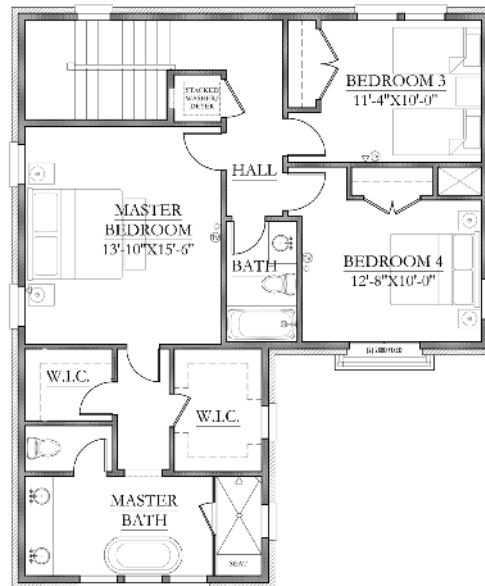 BEDROOM 3
11'-4"X10'-0"
STACKED
WASHER/
DRYER
HALL
MASTER
BEDROOM
13'-10"X15'-6"
BATH
BEDROOM 4
12'-8"X10'-0"
W.I.C.
W.I.C.
MASTER
BATH
SEAT